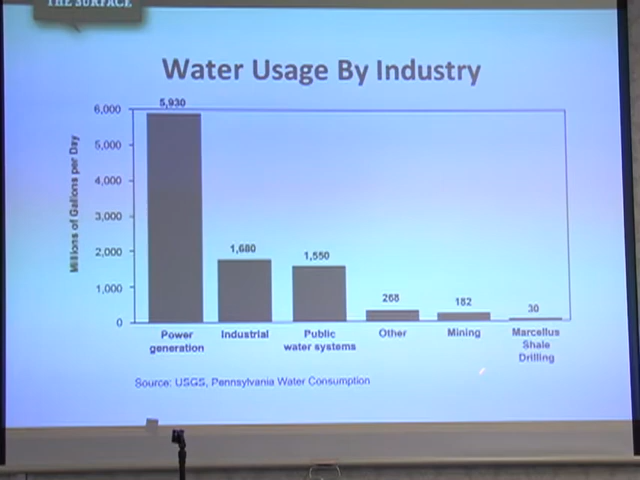 THE SURFACE
Water Usage By Industry
Millions of Gallons per Day
6,000
5,000
4,000
3,000
2,000
1,000
0
5,930
1,680
1,550
268
182
30
Power
generation
Industrial
Public
water systems
Other
Mining
Marcellus
Shale
Drilling
Source: USGS, Pennsylvania Water Consumption